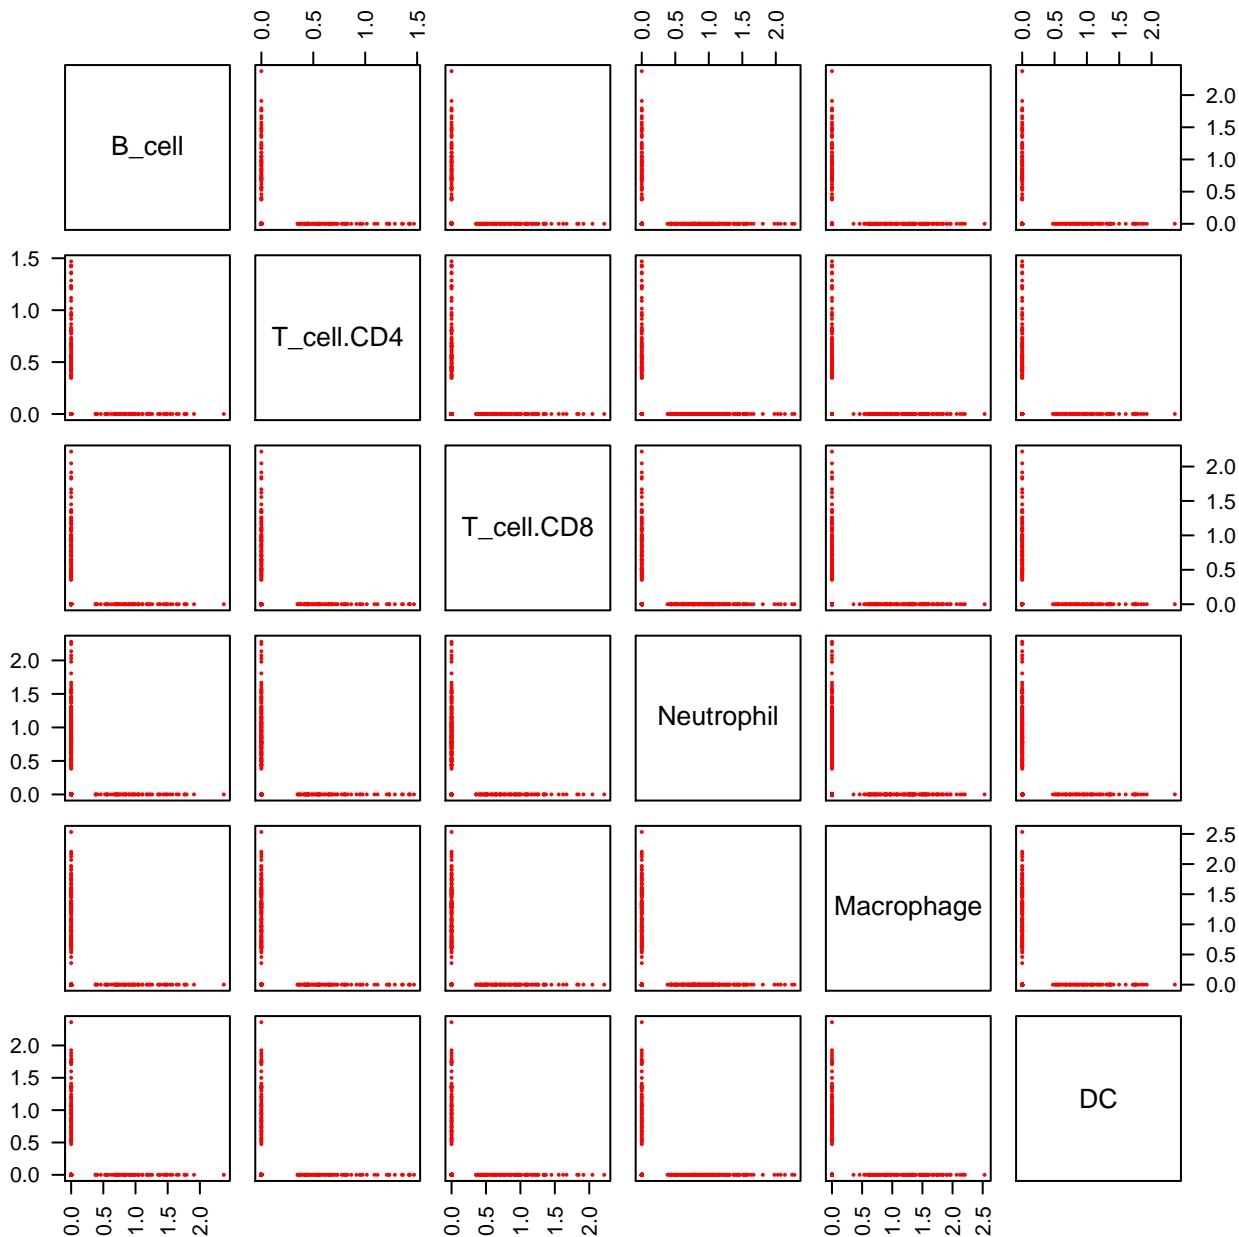 0.0 0.5 1.0 1.5 0.0 0.5 1.0 1.5 2.0 0.0 0.5 1.0 1.5 2.0
B_cell
0.0 0.5 1.0 1.5 2.0
0.0 0.5 1.0 1.5
T_cell.CD4
T_cell.CD8
0.0 0.5 1.0 1.5 2.0
0.0 0.5 1.0 1.5 2.0
Neutrophil
Macrophage
0.0 0.5 1.0 1.5 2.0 2.5
0.0 0.5 1.0 1.5 2.0
DC
0.0 0.5 1.0 1.5 2.0 0.0 0.5 1.0 1.5 2.0 0.0 0.5 1.0 1.5 2.0 2.5